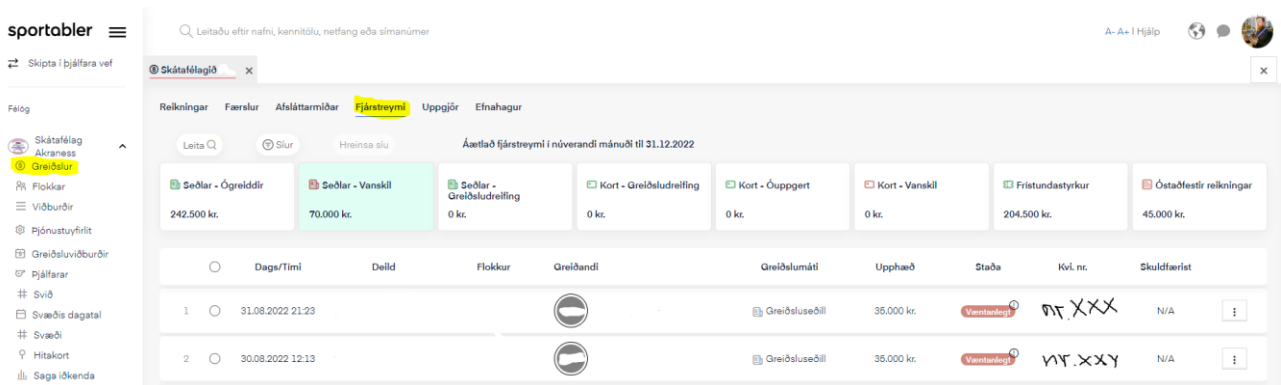 sportabler
Leitaðu eftir nafni, kennitölu, netfang eða símanúmer
A- A+ | Hjálp
Skipta í þjálfara vef
Skátafélagið
Félög
Skátafélag
Akraness
Greiðslur
Flokkar
Viðburðir
Þjónustuyfirlit
Greiðsluviðburðir
Þjálfarar
Svið
Svæðis dagatal
Svæði
Hitakort
Saga iðkenda
Reikningar Færslur Afsláttarmiðar Fjárstreymi Uppgjör Efnahagur
Leita Síur Hreinsa síu Áætlað fjárstreymi í núverandi mánuði til 31.12.2022
Seðlar - Ógreiddir
242.500 kr.
Seðlar - Vanskil
70.000 kr.
Seðlar -
Greiðsludreifing
0 kr.
Kort - Greiðsludreifing
0 kr.
Kort - Óuppgert
0 kr.
Kort - Vanskil
0 kr.
Frístundastyrkur
204.500 kr.
Óstaðfestir reikningar
45.000 kr.
Dags/Tími Deild Flokkur Greiðandi Greiðslumáti Upphæð Staða Kvi. nr. Skuldfærist
1 31.08.2022 21:23 Greiðsluseðill 35.000 kr. Væntanlegt nr. XXX N/A
2 30.08.2022 12:13 Greiðsluseðill 35.000 kr. Væntanlegt nr. XXY N/A